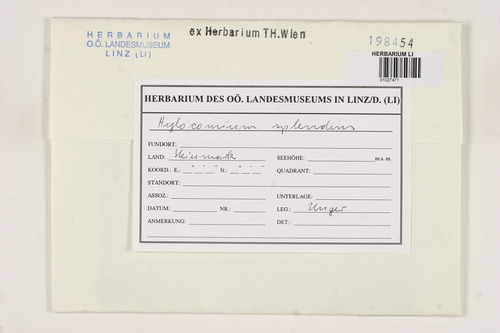 HERBARIUM
O.Ö. LANDESMUSEUM
LINZ (LI)
ex Herbarium TH.Wien
198454
HERBARIUM LI
01027471
HERBARIUM DES OÖ. LANDESMUSEUMS IN LINZ/D. (LI)
Hylocomium splendens
FUNDORT:
LAND: Steiermark SEEHÖHE: m s. m.
KOORD.: E.: ° ' " N.: ° ' " QUADRANT:
STANDORT:
ASSOZ.: UNTERLAGE:
DATUM: NR.: LEG.: Unger
ANMERKUNG: DET.: